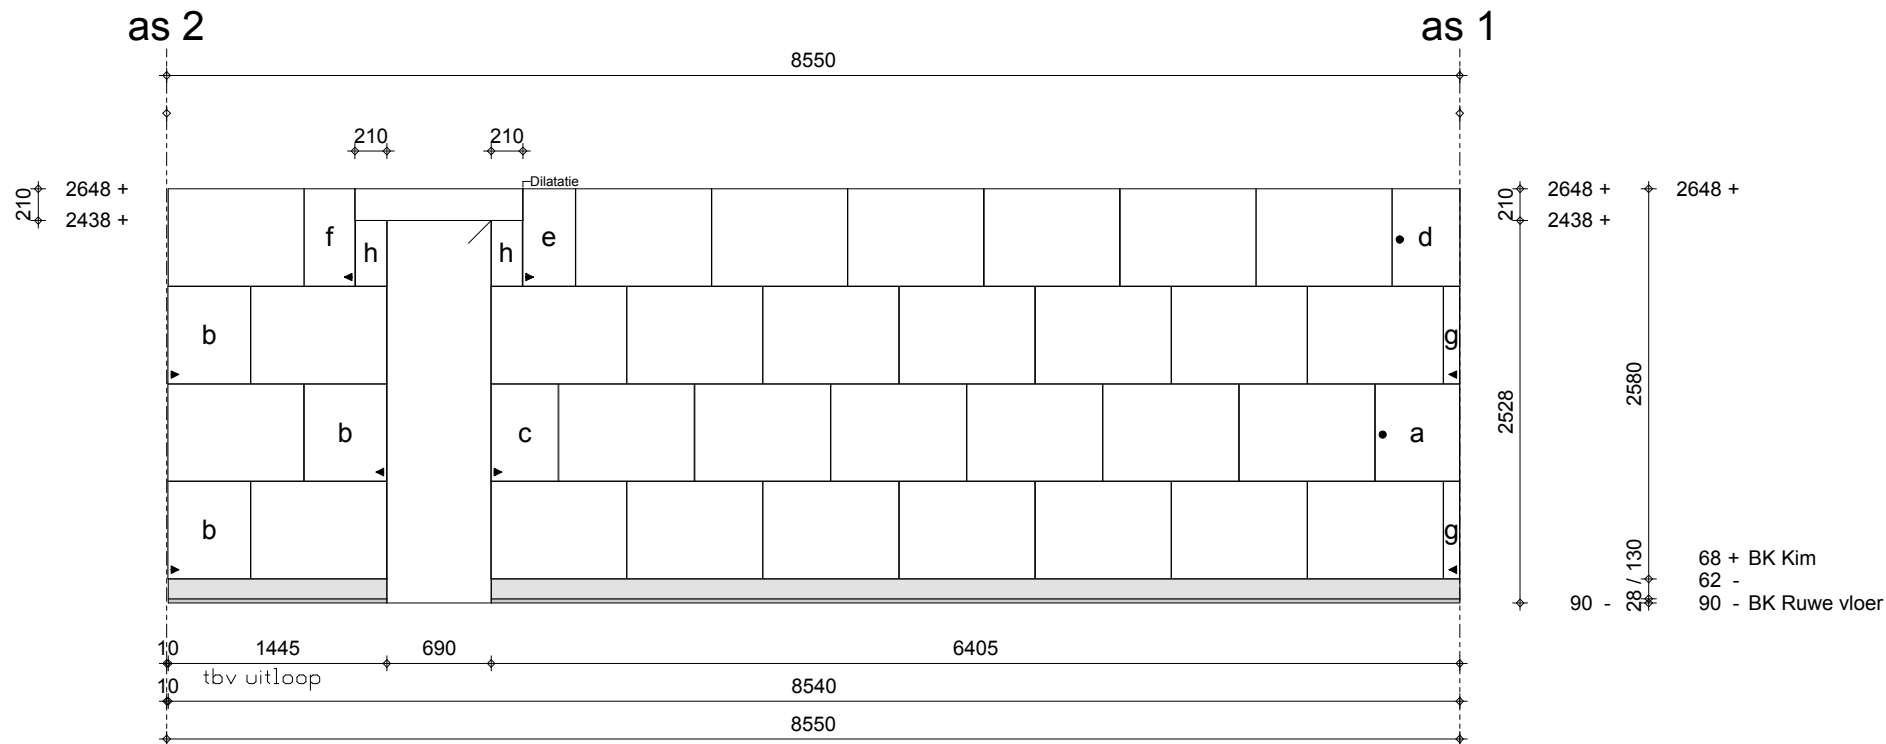 as 2 as 1
8550
210 210
Dilatatie
210 2648 + 210 2648 + 2648 +
2438 + 2438 +
f h h e d
b g
2528 2580
b c a
b g
28 / 130 68 + BK Kim
62 -
90 - 90 - BK Ruwe vloer
10 1445 690 6405
tbv uitloop
10 8540
8550